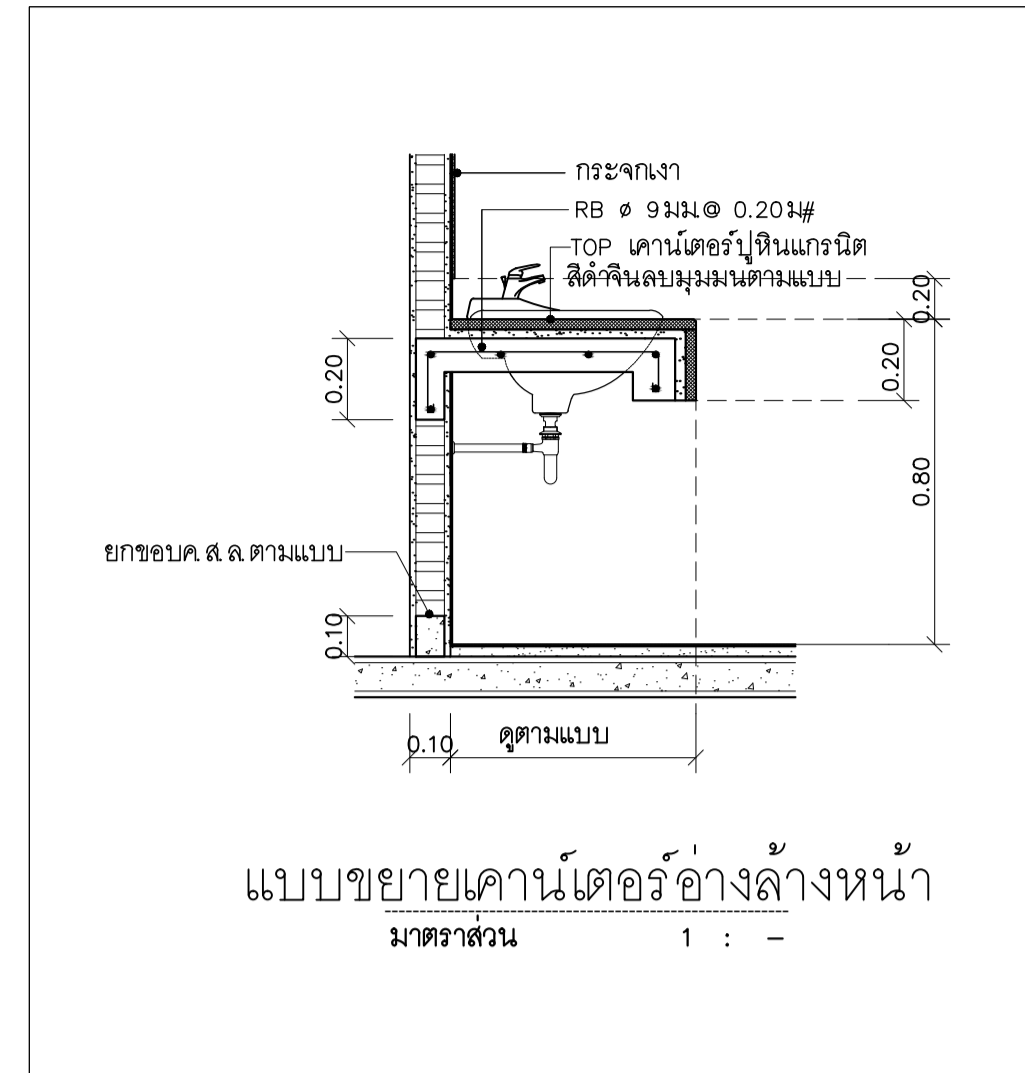 กระจกเงา
RB ø 9มม.@ 0.20ม#
TOP เคาน์เตอร์ปูหินแกรนิต
สีดำจีนลบมุมมนตามแบบ
0.20
0.20
0.20
0.80
ยกขอบค.ส.ล.ตามแบบ
0.10
0.10
ดูตามแบบ
แบบขยายเคาน์เตอร์อ่างล้างหน้า
มาตราส่วน 1 : –